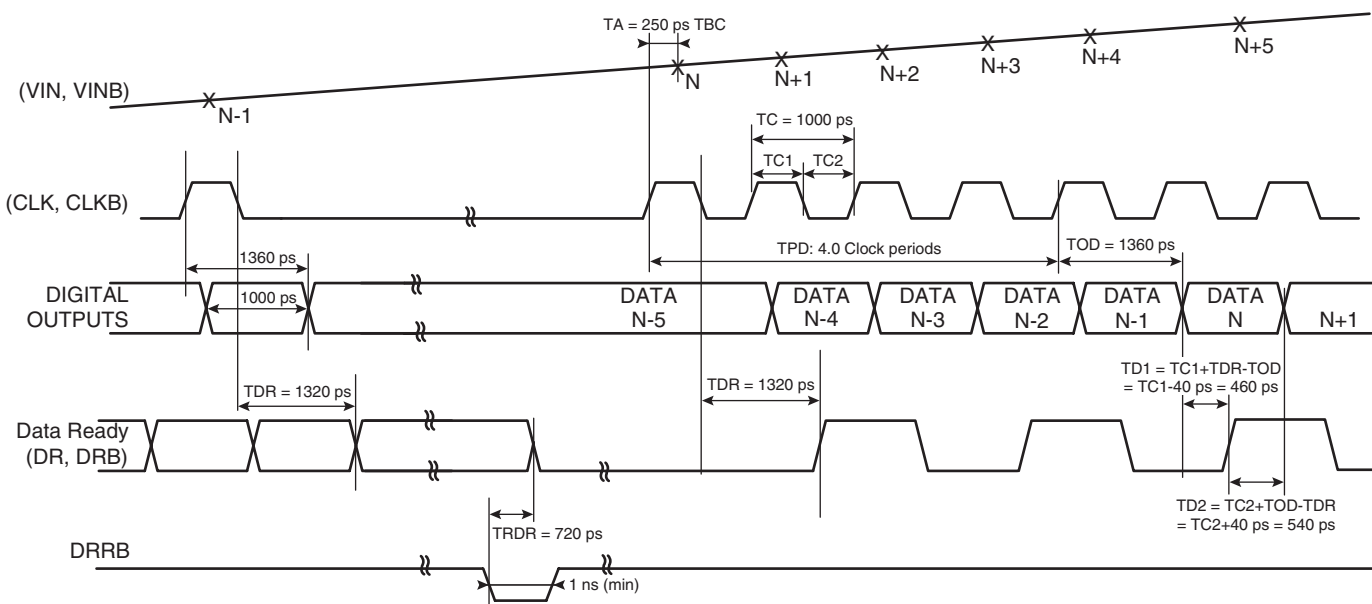 TA = 250 ps TBC
N+5
N+4
N+3
N+2
N+1
N
(VIN, VINB)
N-1
TC = 1000 ps
TC1
TC2
(CLK, CLKB)
1360 ps
TPD: 4.0 Clock periods
TOD = 1360 ps
1000 ps
DIGITAL
OUTPUTS
DATA
N-5
DATA
N-4
DATA
N-3
DATA
N-2
DATA
N-1
DATA
N
N+1
TDR = 1320 ps
TDR = 1320 ps
TD1 = TC1+TDR-TOD
= TC1-40 ps = 460 ps
Data Ready
(DR, DRB)
TD2 = TC2+TOD-TDR
= TC2+40 ps = 540 ps
TRDR = 720 ps
DRRB
1 ns (min)